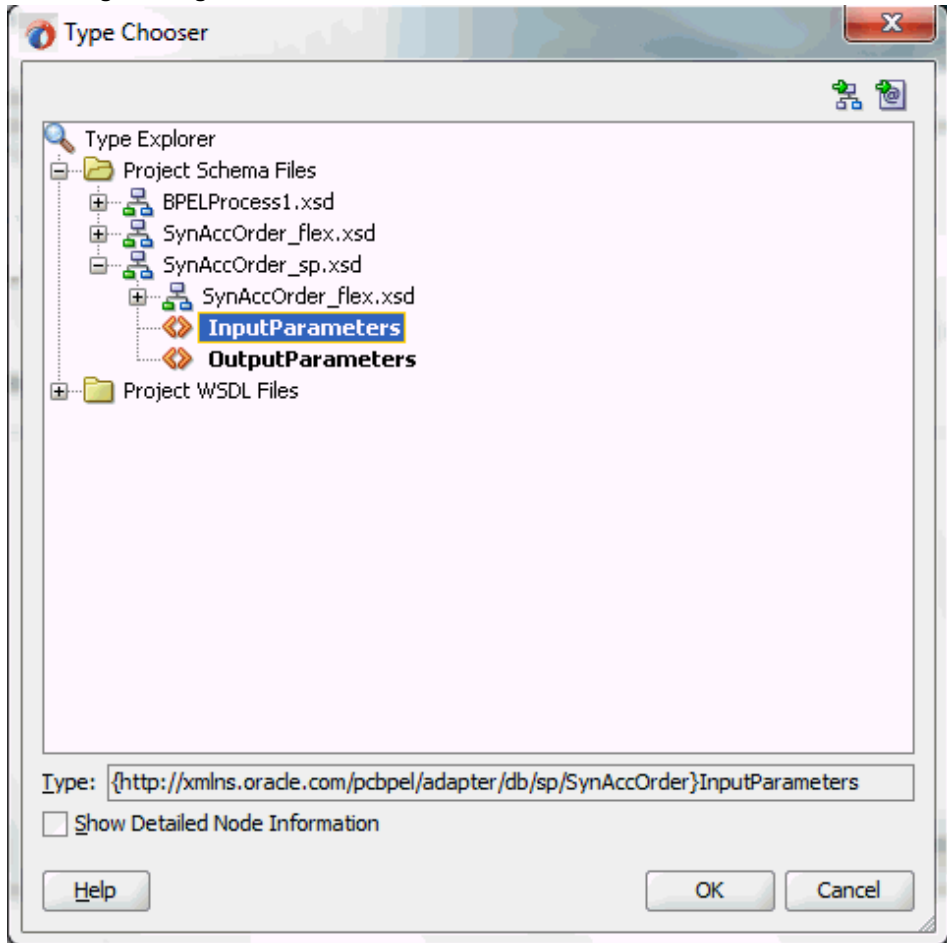 Type Chooser
Type Explorer
Project Schema Files
BPELProcess1.xsd
SynAccOrder_flex.xsd
SynAccOrder_sp.xsd
SynAccOrder_flex.xsd
InputParameters
OutputParameters
Project WSDL Files
Type: {http://xmlns.oracle.com/pcbpel/adapter/db/sp/SynAccOrder}InputParameters
Show Detailed Node Information
Help OK Cancel